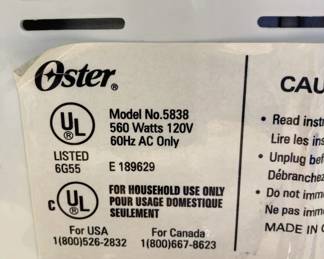 Oster®
UL®
LISTED
6G55
Model No.5838
560 Watts 120V
60Hz AC Only
E 189629
C UL®
FOR HOUSEHOLD USE ONLY
POUR USAGE DOMESTIQUE
SEULEMENT
For USA
1(800)526-2832
For Canada
1(800)667-8623
CAU
• Read instr
Lire les ins
• Unplug bef
Débranchez
• Do not imm
Ne pas imm
MADE IN C